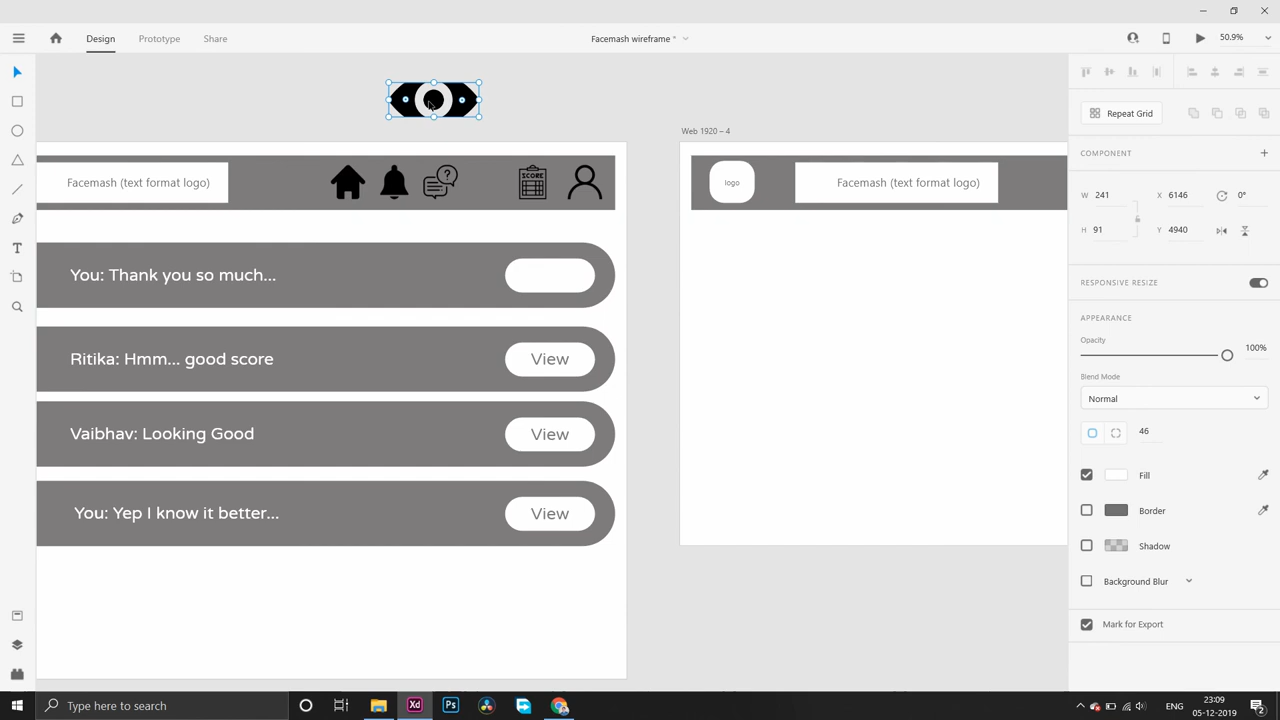 Design Prototype Share Facemash wireframe * 50.9%
Web 1920 – 4
Repeat Grid
COMPONENT
Facemash (text format logo) SCORE logo Facemash (text format logo)
W 241 X 6146 0°
H 91 Y 4940
You: Thank you so much...
RESPONSIVE RESIZE
APPEARANCE
Opacity
100%
Ritika: Hmm... good score View
Blend Mode
Normal
Vaibhav: Looking Good View
46
Fill
You: Yep I know it better... View
Border
Shadow
Background Blur
Mark for Export
Type here to search Xd Ps ENG 23:09
05-12-2019 2